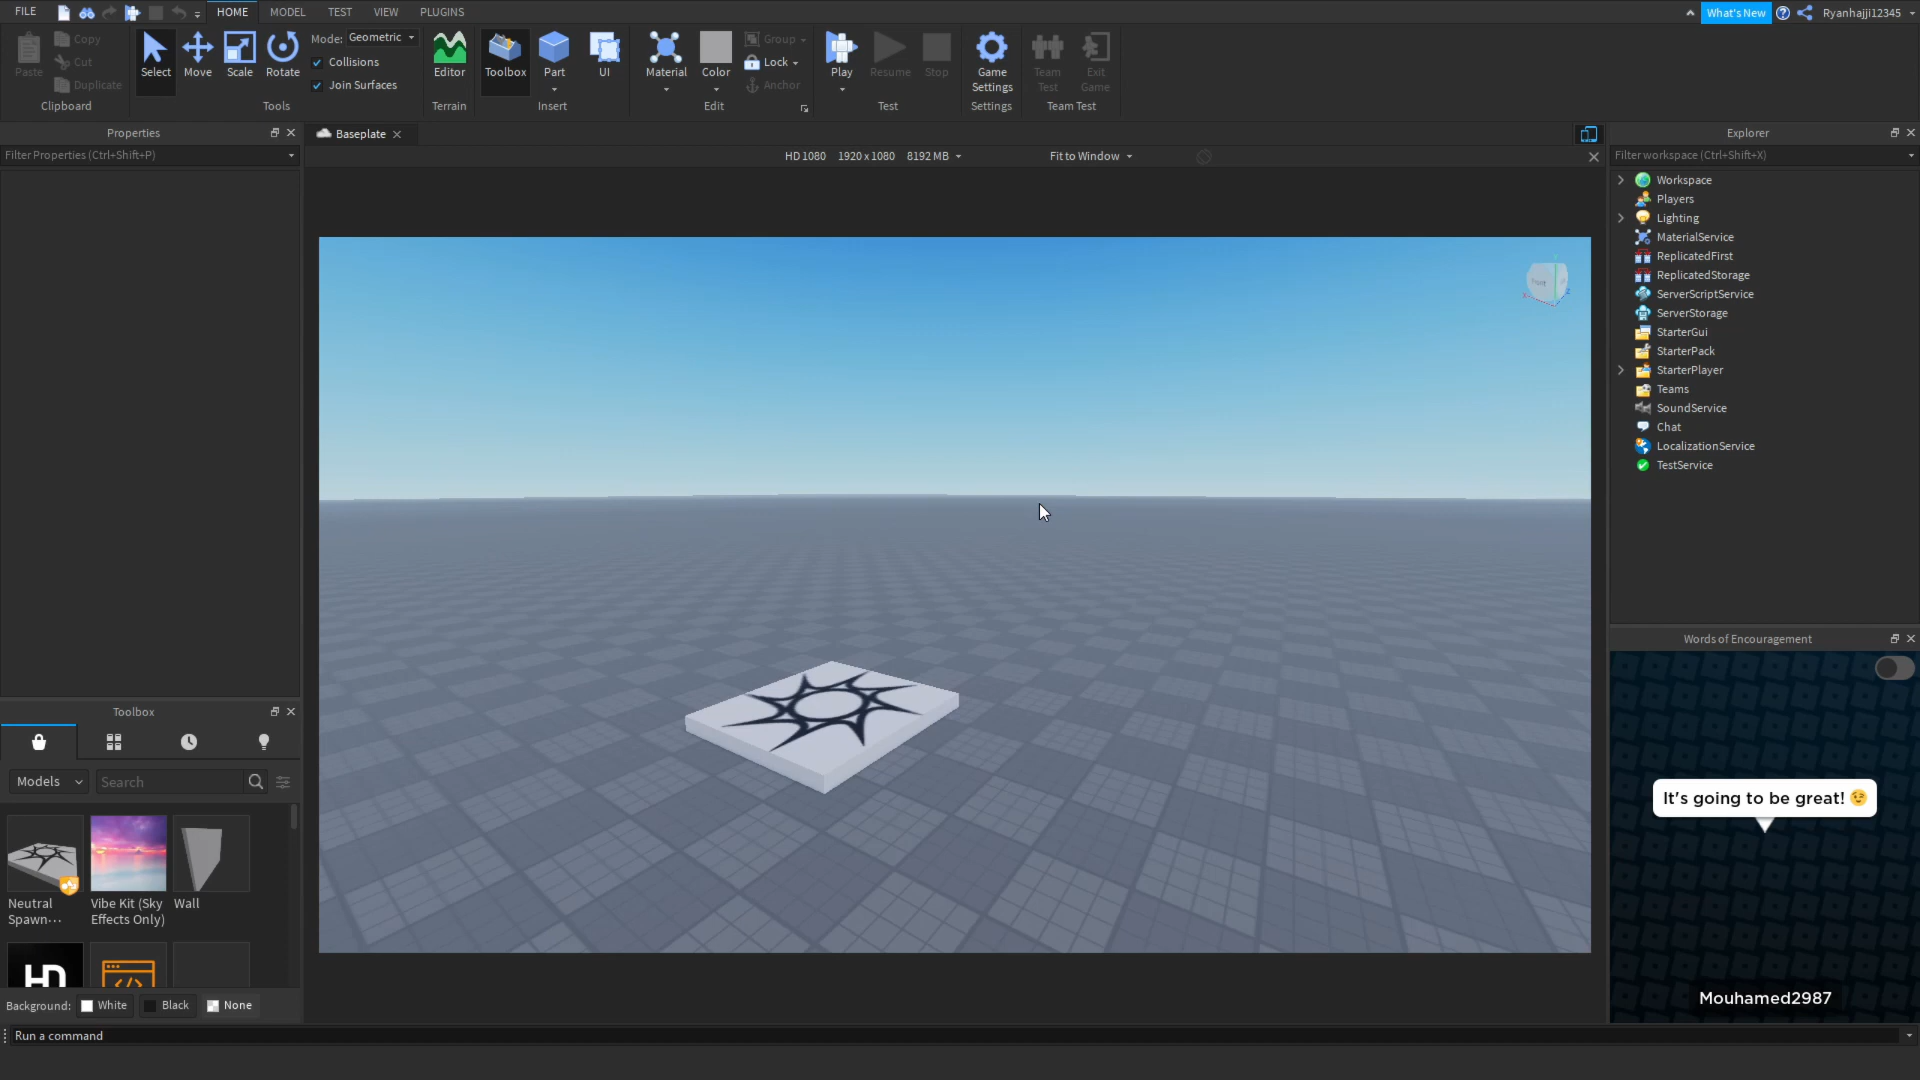 FILE
HOME
MODEL
TEST
VIEW
PLUGINS
What's New
Ryanhajji12345
Paste
Copy
Cut
Duplicate
Clipboard
Select
Move
Scale
Rotate
Mode: Geometric
Collisions
Join Surfaces
Tools
Editor
Terrain
Toolbox
Part
UI
Insert
Material
Color
Group
Lock
Anchor
Edit
Play
Resume
Stop
Test
Game
Settings
Settings
Team
Test
Exit
Game
Team Test
Properties
Filter Properties (Ctrl+Shift+P)
Baseplate
HD 1080 1920 x 1080 8192 MB
Fit to Window
Front
Explorer
Filter workspace (Ctrl+Shift+X)
Workspace
Players
Lighting
MaterialService
ReplicatedFirst
ReplicatedStorage
ServerScriptService
ServerStorage
StarterGui
StarterPack
StarterPlayer
Teams
SoundService
Chat
LocalizationService
TestService
Words of Encouragement
It's going to be great! 😉
Mouhamed2987
Toolbox
Models
Search
Neutral
Spawn...
Vibe Kit (Sky
Effects Only)
Wall
HD
Background: White Black None
Run a command